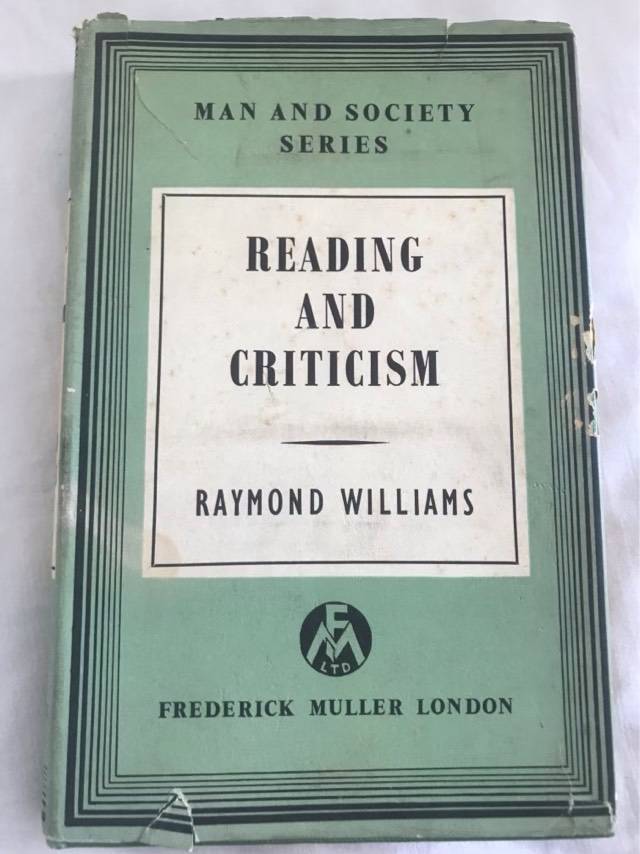 MAN AND SOCIETY
SERIES
READING
AND
CRITICISM
RAYMOND WILLIAMS
FM
LTD
FREDERICK MULLER LONDON